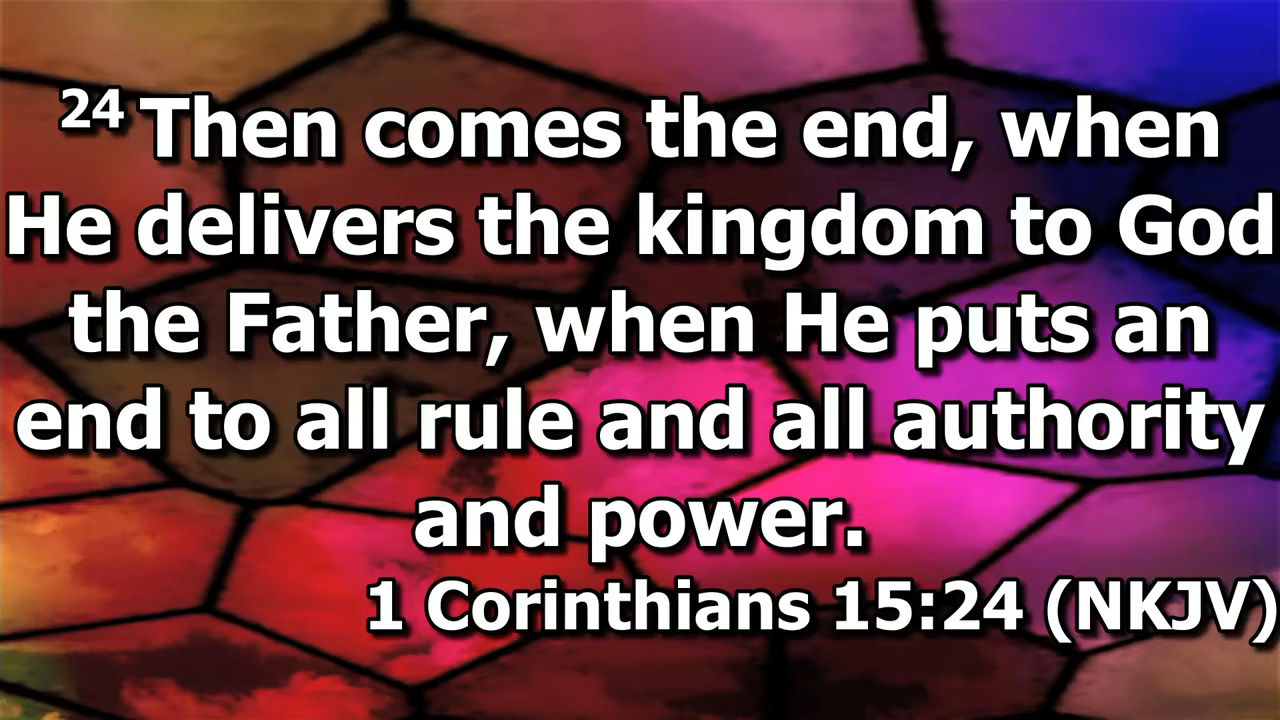 24 Then comes the end, when
He delivers the kingdom to God
the Father, when He puts an
end to all rule and all authority
and power.
1 Corinthians 15:24 (NKJV)